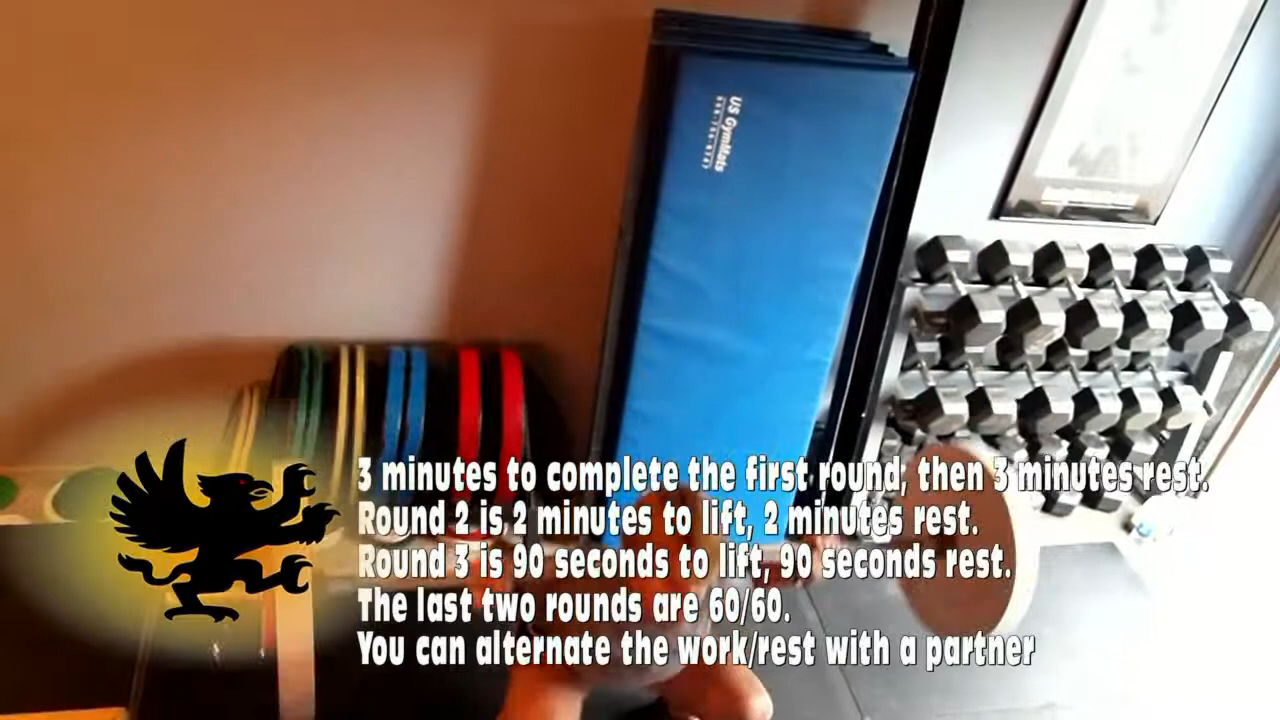 US GymMats
3 minutes to complete the first round, then 3 minutes rest.
Round 2 is 2 minutes to lift, 2 minutes rest.
Round 3 is 90 seconds to lift, 90 seconds rest.
The last two rounds are 60/60.
You can alternate the work/rest with a partner